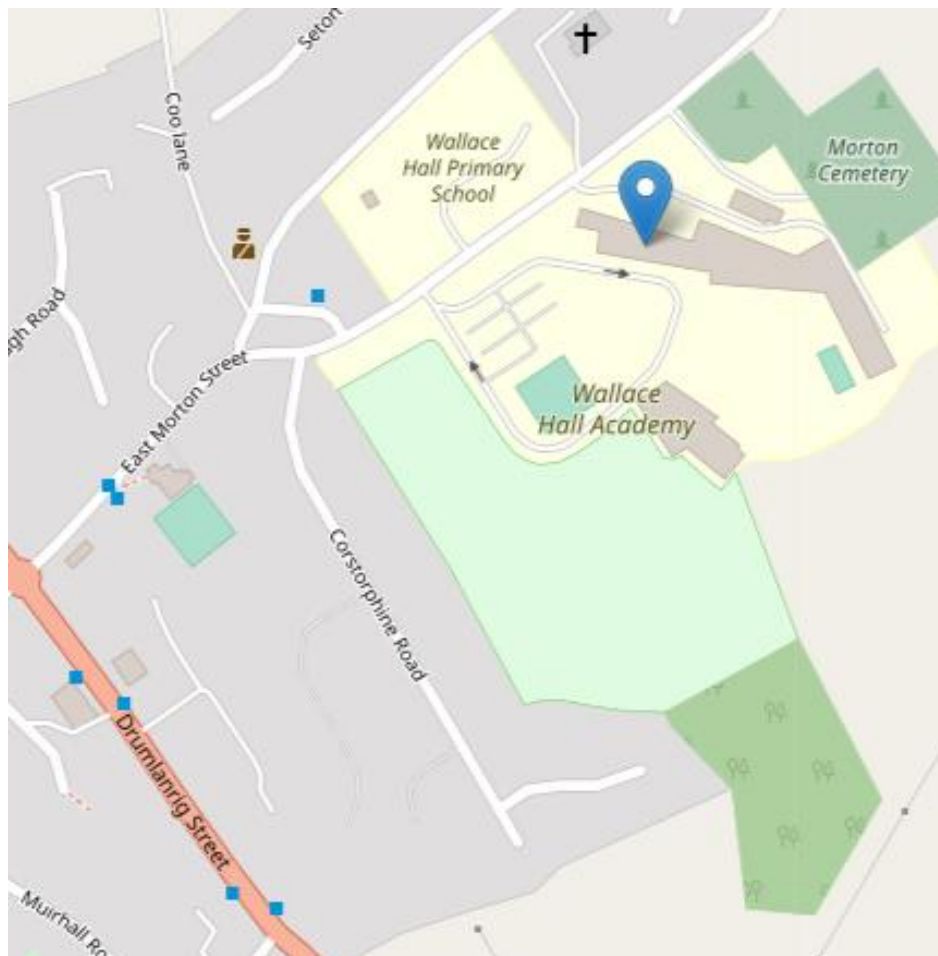 Seton
Coo lane
Wallace
Hall Primary
School
Morton
Cemetery
ugh Road
East Morton Street
Wallace
Hall Academy
Corstorphine Road
Drumlanrig Street
Muirhall Ro